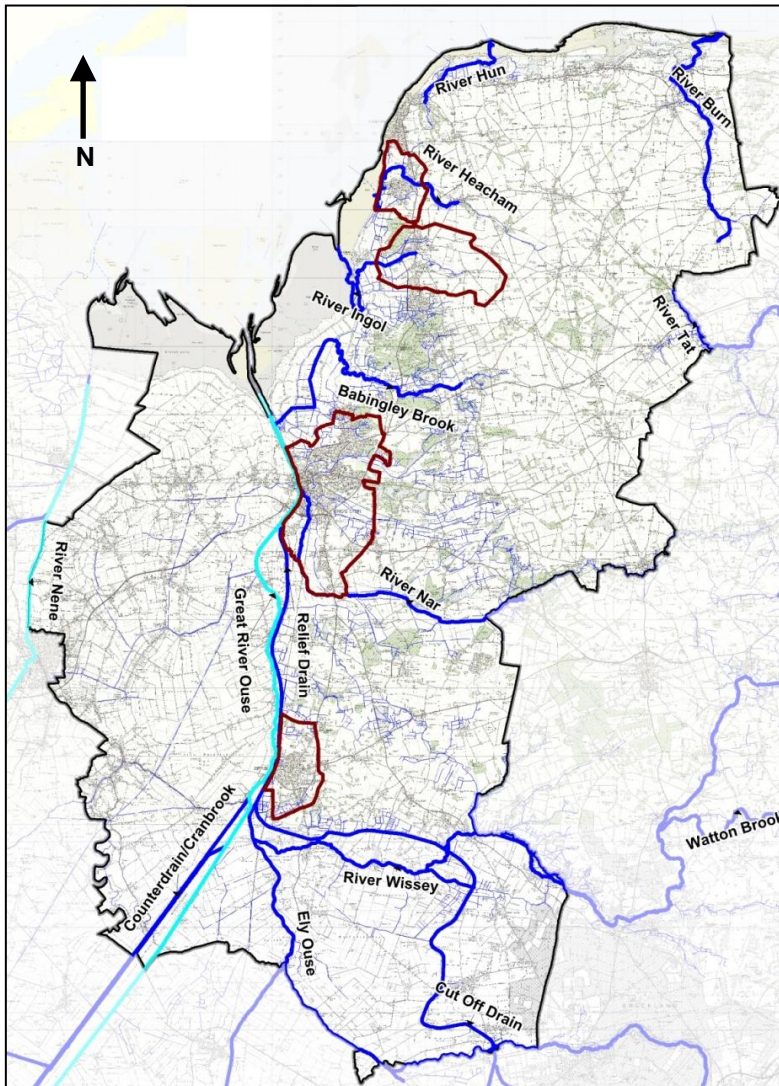 N
River Hun
River Burn
River Heacham
River Ingol
River Tat
Babingley Brook
River Nene
River Nar
Great River Ouse
Relief Drain
Counterdrain/Cranbrook
Watton Brook
River Wissey
Ely Ouse
Cut Off Drain